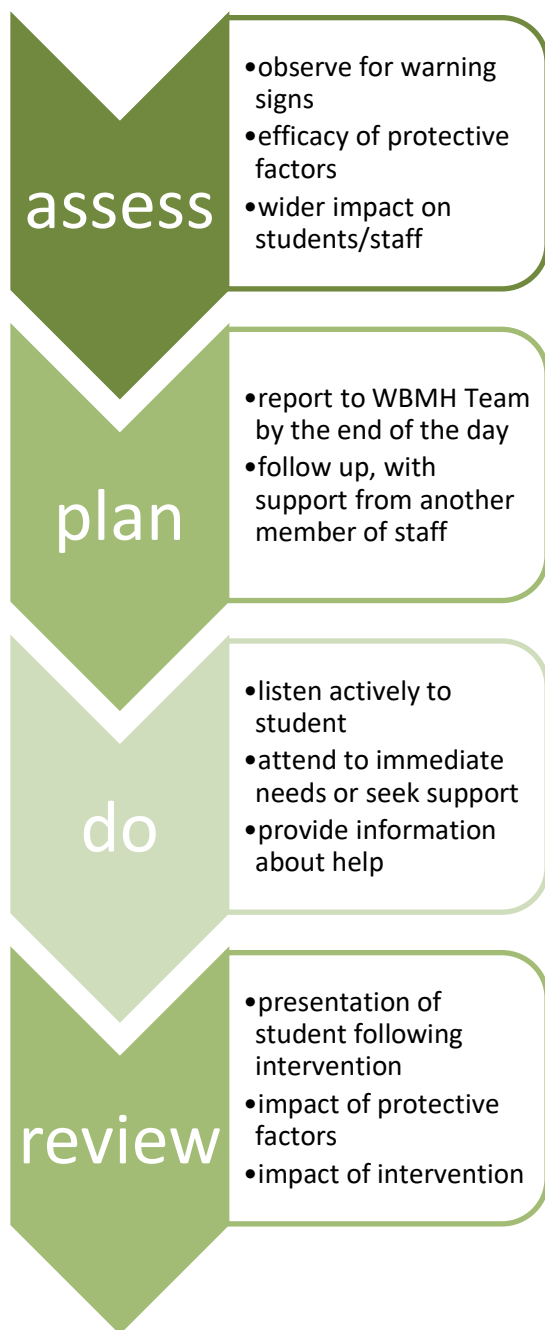 assess
•observe for warning
signs
•efficacy of protective
factors
•wider impact on
students/staff
plan
•report to WBMH Team
by the end of the day
•follow up, with
support from another
member of staff
do
•listen actively to
student
•attend to immediate
needs or seek support
•provide information
about help
review
•presentation of
student following
intervention
•impact of protective
factors
•impact of intervention